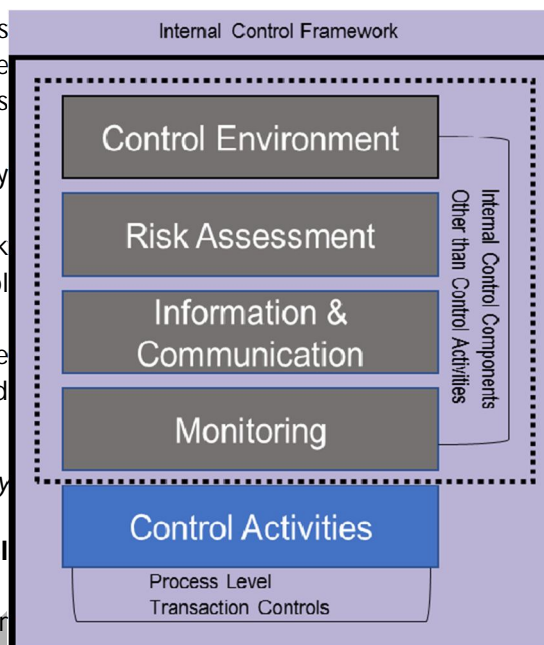 Internal Control Framework
Control Environment
Risk Assessment
Information &
Communication
Monitoring
Internal Control Components
Other than Control Activities
Control Activities
Process Level
Transaction Controls